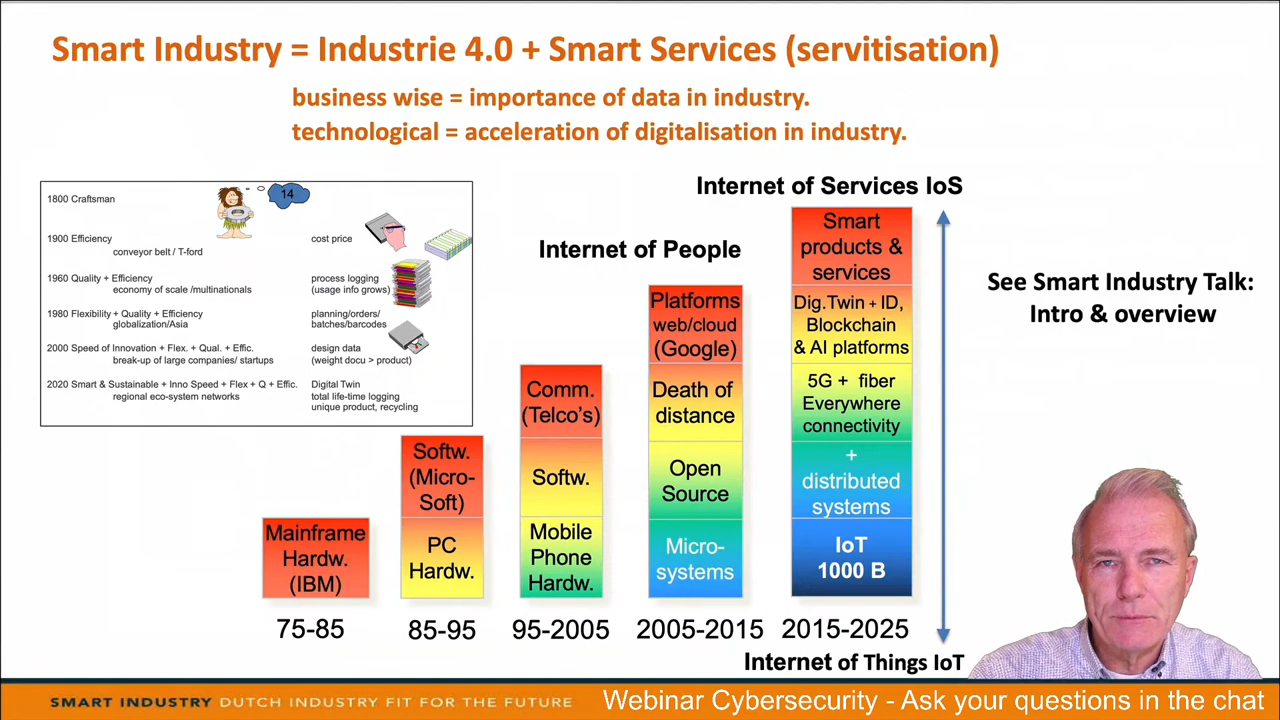 Smart Industry = Industrie 4.0 + Smart Services (servitisation)
business wise = importance of data in industry.
technological = acceleration of digitalisation in industry.
1800 Craftsman
14
1900 Efficiency
cost price
conveyor belt / T-ford
1960 Quality + Efficiency
process logging
economy of scale /multinationals
(usage info grows)
1980 Flexibility + Quality + Efficiency
planning/orders/
globalization/Asia
batches/barcodes
2000 Speed of Innovation + Flex. + Qual. + Effic.
design data
break-up of large companies/ startups
(weight docu > product)
2020 Smart & Sustainable + Inno Speed + Flex + Q + Effic.
Digital Twin
regional eco-system networks
total life-time logging
unique product, recycling
Mainframe
Hardw.
(IBM)
75-85
Softw.
(Micro-
Soft)
PC
Hardw.
85-95
Comm.
(Telco's)
Softw.
Mobile
Phone
Hardw.
95-2005
Internet of People
Platforms
web/cloud
(Google)
Death of
distance
Open
Source
Micro-
systems
2005-2015
Internet of Services IoS
Smart
products &
services
Dig.Twin + ID,
Blockchain
& AI platforms
5G + fiber
Everywhere
connectivity
+
distributed
systems
IoT
1000 B
2015-2025
Internet of Things IoT
See Smart Industry Talk:
Intro & overview
SMART INDUSTRY DUTCH INDUSTRY FIT FOR THE FUTURE
Webinar Cybersecurity - Ask your questions in the chat